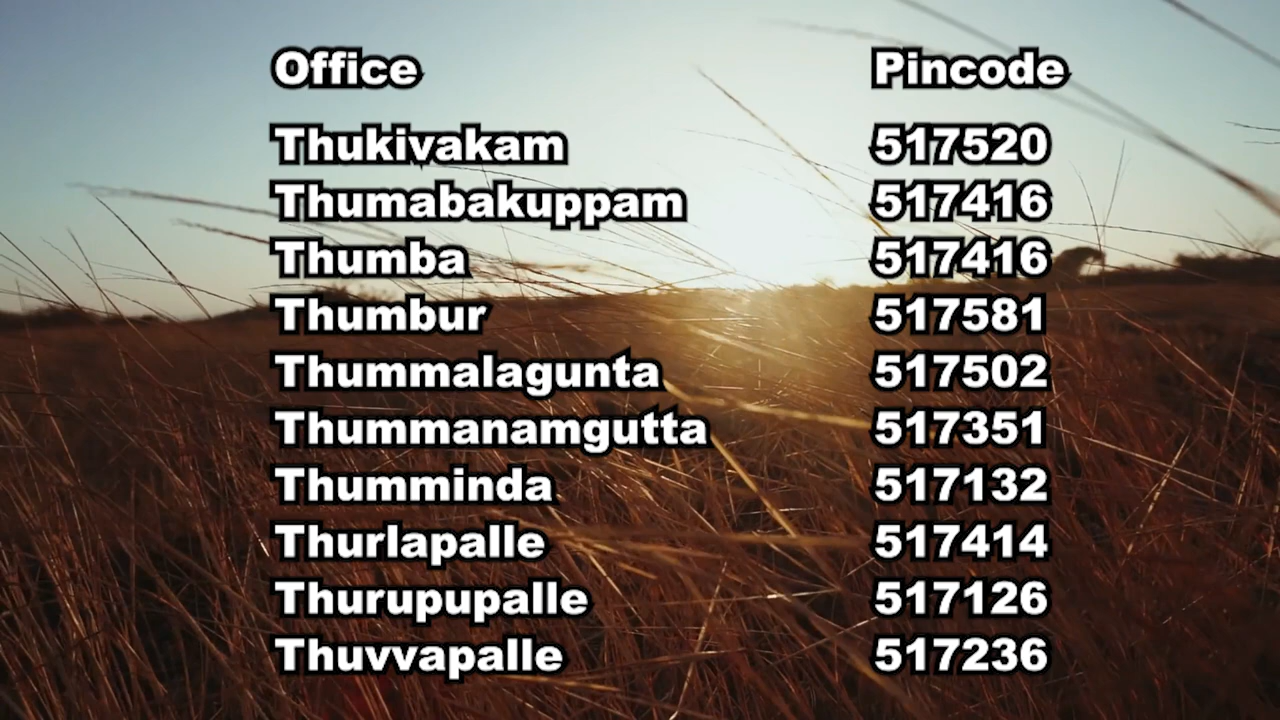 Office Pincode
Thukivakam 517520
Thumabakuppam 517416
Thumba 517416
Thumbur 517581
Thummalagunta 517502
Thummanamgutta 517351
Thumminda 517132
Thurlapalle 517414
Thurupupalle 517126
Thuvvapalle 517236